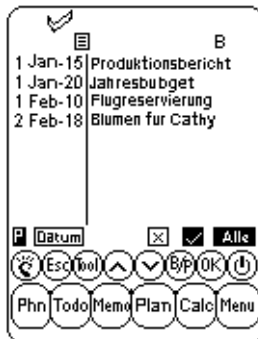 B
1 Jan-15 Produktionsbericht
1 Jan-20 Jahresbubget
1 Feb-10 Flugreservierung
2 Feb-18 Blumen fur Cathy
P Datum Alle
Esc Tool B/P OK
Phn Todo Memo Plan Calc Menu